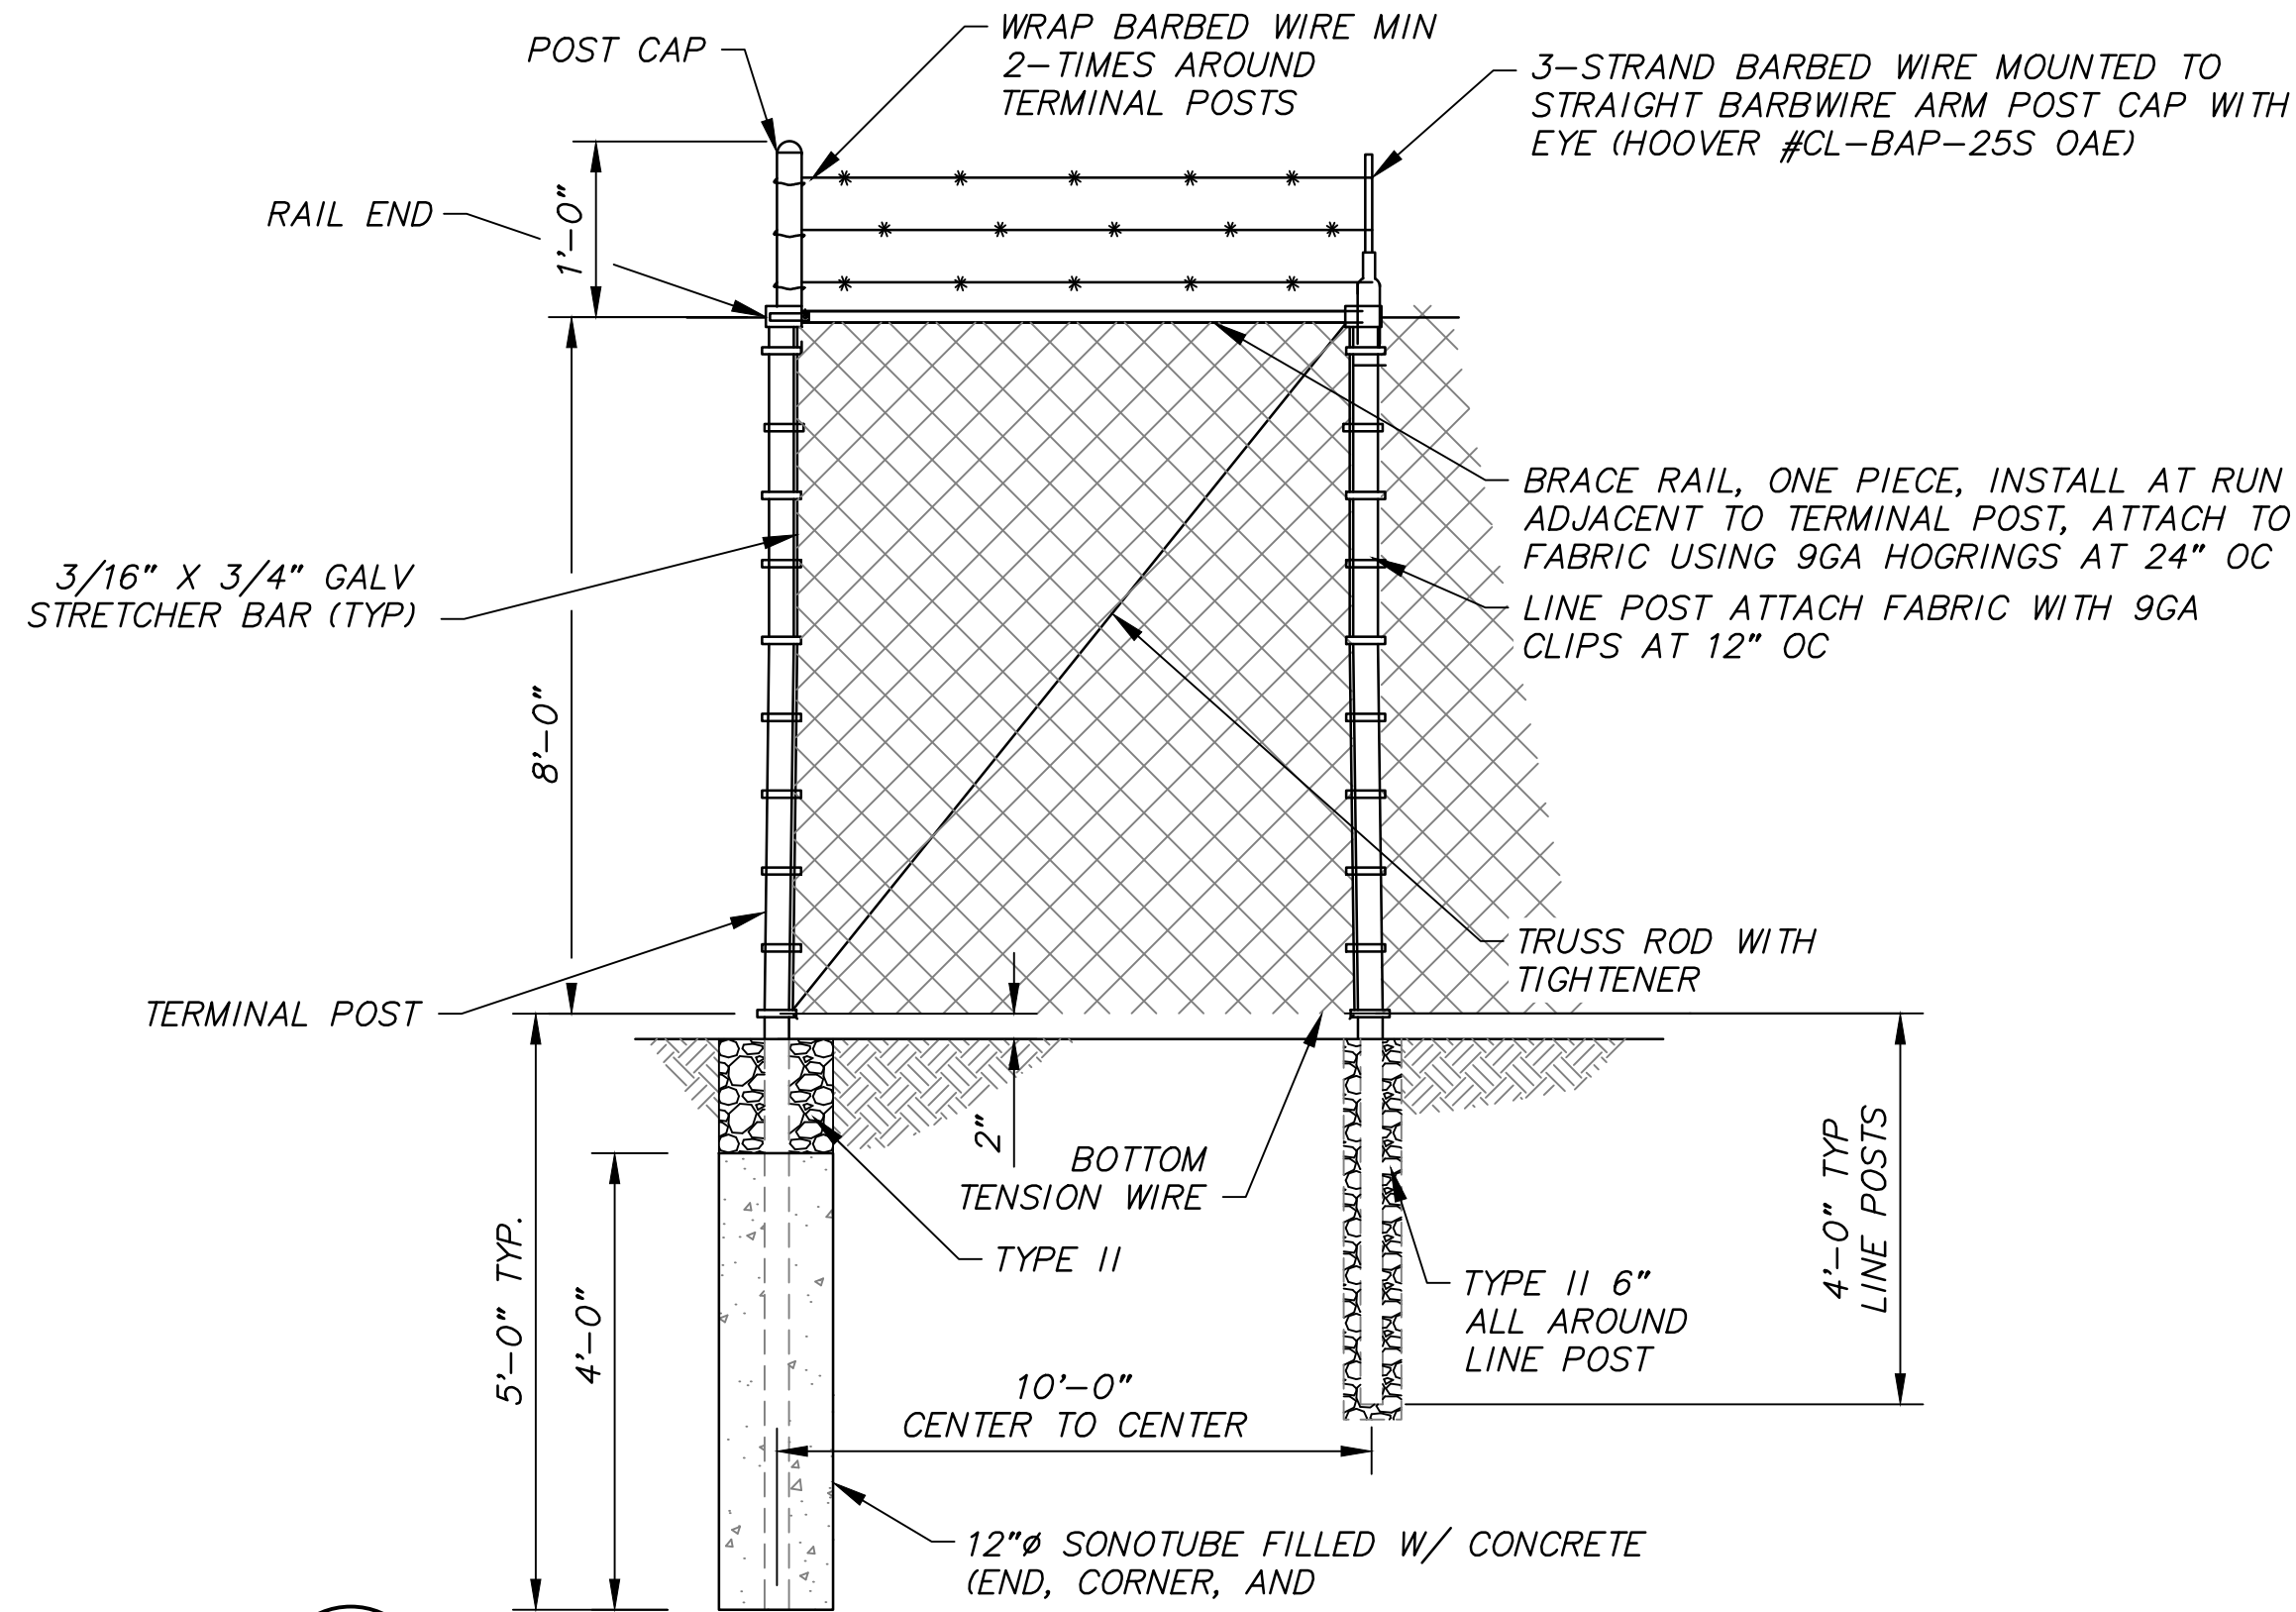 POST CAP
WRAP BARBED WIRE MIN
2-TIMES AROUND
TERMINAL POSTS
3-STRAND BARBED WIRE MOUNTED TO
STRAIGHT BARBWIRE ARM POST CAP WITH
EYE (HOOVER #CL-BAP-25S OAE)
RAIL END
1'-0"
BRACE RAIL, ONE PIECE, INSTALL AT RUN
ADJACENT TO TERMINAL POST, ATTACH TO
FABRIC USING 9GA HOGRINGS AT 24" OC
3/16" X 3/4" GALV
STRETCHER BAR (TYP)
LINE POST ATTACH FABRIC WITH 9GA
CLIPS AT 12" OC
8'-0"
TRUSS ROD WITH
TIGHTENER
TERMINAL POST
2"
BOTTOM
TENSION WIRE
4'-0" TYP
LINE POSTS
TYPE II
5'-0" TYP.
4'-0"
TYPE II 6"
ALL AROUND
LINE POST
10'-0"
CENTER TO CENTER
12"ø SONOTUBE FILLED W/ CONCRETE
(END, CORNER, AND